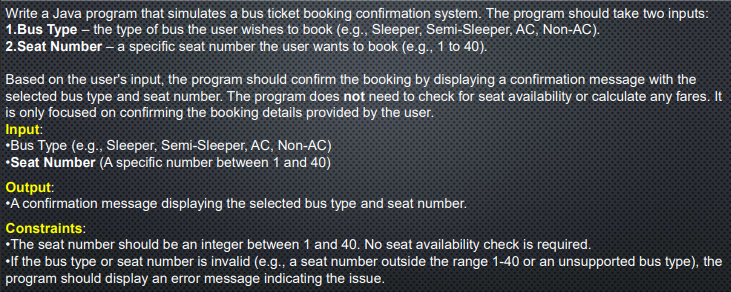 Write a Java program that simulates a bus ticket booking confirmation system. The program should take two inputs:
1.Bus Type – the type of bus the user wishes to book (e.g., Sleeper, Semi-Sleeper, AC, Non-AC).
2.Seat Number – a specific seat number the user wants to book (e.g., 1 to 40).
Based on the user's input, the program should confirm the booking by displaying a confirmation message with the
selected bus type and seat number. The program does not need to check for seat availability or calculate any fares. It
is only focused on confirming the booking details provided by the user.
Input:
•Bus Type (e.g., Sleeper, Semi-Sleeper, AC, Non-AC)
•Seat Number (A specific number between 1 and 40)
Output:
•A confirmation message displaying the selected bus type and seat number.
Constraints:
•The seat number should be an integer between 1 and 40. No seat availability check is required.
•If the bus type or seat number is invalid (e.g., a seat number outside the range 1-40 or an unsupported bus type), the
program should display an error message indicating the issue.